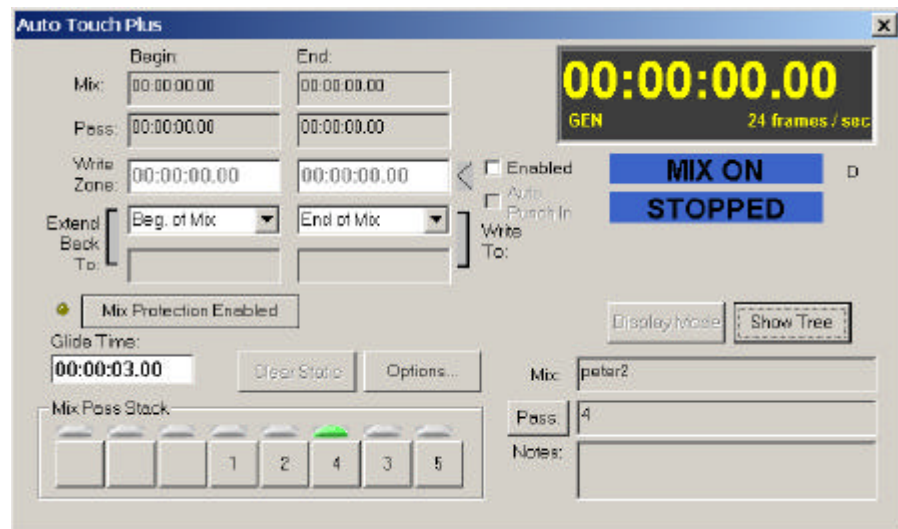 Auto Touch Plus
Begin: End:
Mix: 00:00:00.00 00:00:00.00
00:00:00.00
GEN 24 frames / sec
Pass: 00:00:00.00 00:00:00.00
Write Zone: 00:00:00.00 00:00:00.00
Enabled
Auto Punch In
MIX ON D
STOPPED
Extend Back To: Beg. of Mix End of Mix
Write To:
Mix Protection Enabled
Display Mode Show Tree
Glide Time:
00:00:03.00 Clear Static Options...
Mix: peter2
Mix Pass Stack
Pass: 4
1 2 4 3 5
Notes: